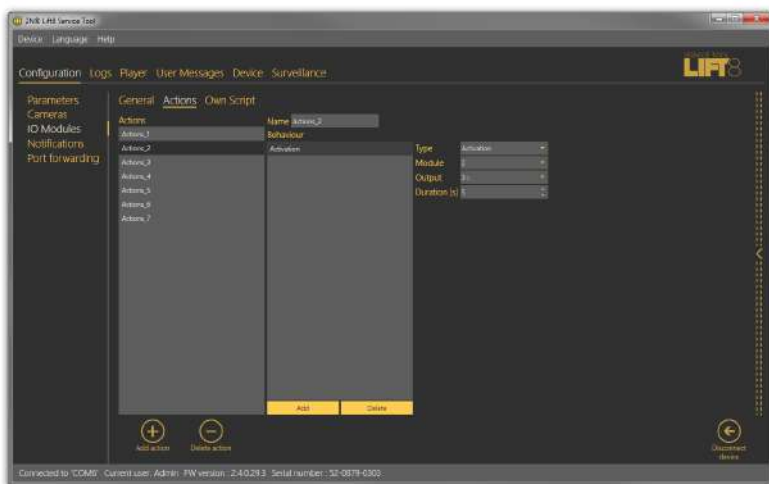 2N® Lift8 Service Tool
Device Language Help
Configuration Logs Player User Messages Device Surveillance
LIFT8
Parameters
Cameras
IO Modules
Notifications
Port forwarding
General Actions Own Script
Actions
Actions_1
Actions_2
Actions_3
Actions_4
Actions_5
Actions_6
Actions_7
Name Actions_2
Behaviour
Activation
Type Activation
Module 2
Output
Duration [s] 5
Add Delete
Add action Delete action
Disconnect
device
Connected to 'COM6' Current user: Admin FW version : 2.4.0.29.3 Serial number : 52-0879-0303